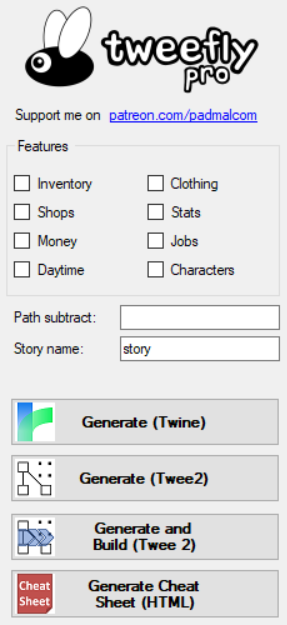 tweefly
pro
Support me on patreon.com/padmalcom
Features
Inventory Clothing
Shops Stats
Money Jobs
Daytime Characters
Path subtract:
Story name: story
Generate (Twine)
Generate (Twee2)
Generate and
Build (Twee 2)
Cheat Generate Cheat
Sheet Sheet (HTML)